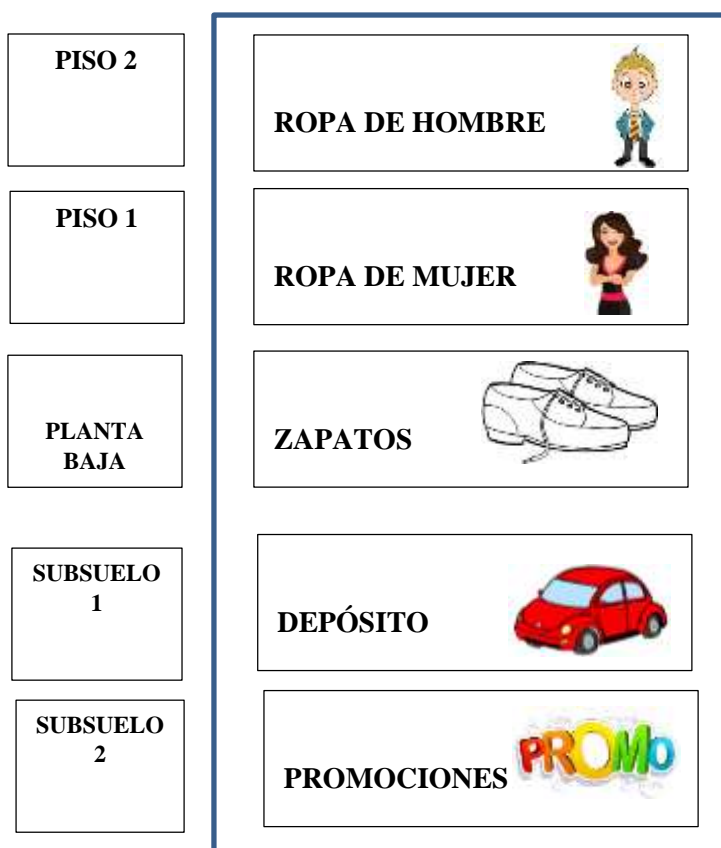 PISO 2
ROPA DE HOMBRE
PISO 1
ROPA DE MUJER
PLANTA
BAJA
ZAPATOS
SUBSUELO
1
DEPÓSITO
SUBSUELO
2
PROMOCIONES
PROMO